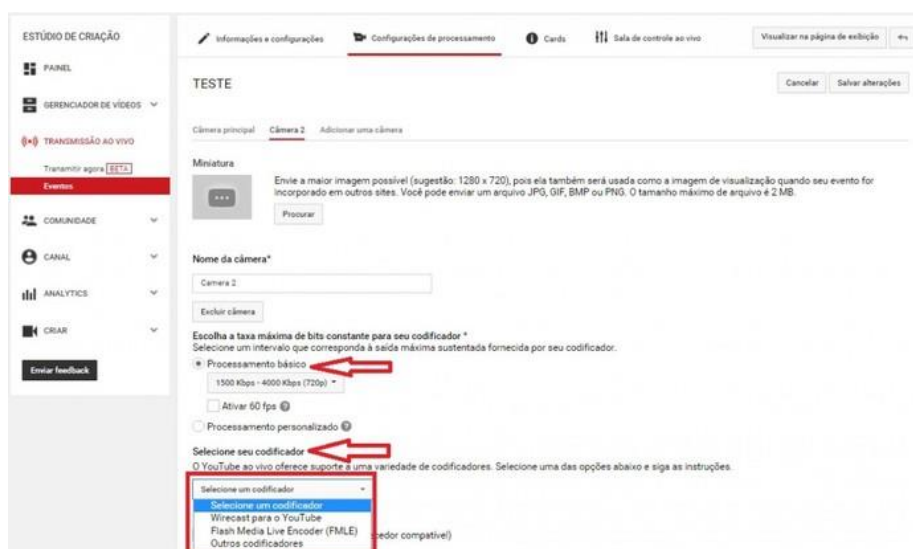 ESTÚDIO DE CRIAÇÃO
PAINEL
GERENCIADOR DE VÍDEOS
TRANSMISSÃO AO VIVO
Transmitir agora BETA
Eventos
COMUNIDADE
CANAL
ANALYTICS
CRIAR
Enviar feedback
Informações e configurações
Configurações de processamento
Cards
Sala de controle ao vivo
Visualizar na página de exibição
TESTE
Cancelar
Salvar alterações
Câmera principal
Câmera 2
Adicionar uma câmera
Miniatura
Envie a maior imagem possível (sugestão: 1280 x 720), pois ela também será usada como a imagem de visualização quando seu evento for
incorporado em outros sites. Você pode enviar um arquivo JPG, GIF, BMP ou PNG. O tamanho máximo de arquivo é 2 MB.
Procurar
Nome da câmera*
Camera 2
Excluir câmera
Escolha a taxa máxima de bits constante para seu codificador *
Selecione um intervalo que corresponda à saída máxima sustentada fornecida por seu codificador.
Processamento básico
1500 Kbps - 4000 Kbps (720p)
Ativar 60 fps
Processamento personalizado
Selecione seu codificador
O YouTube ao vivo oferece suporte a uma variedade de codificadores. Selecione uma das opções abaixo e siga as instruções.
Selecione um codificador
Selecione um codificador
Wirecast para o YouTube
Flash Media Live Encoder (FMLE)
Outros codificadores
compatível)